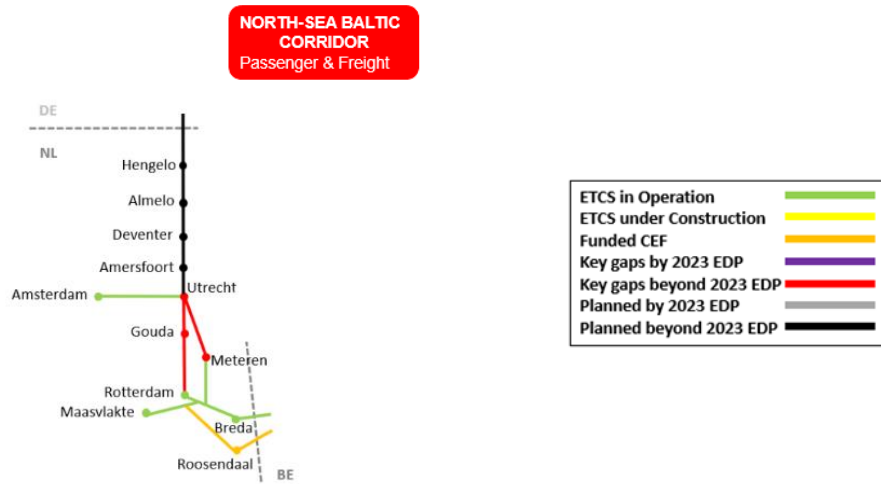 NORTH-SEA BALTIC
CORRIDOR
Passenger & Freight
DE
NL
Hengelo
Almelo
Deventer
Amersfoort
Amsterdam
Utrecht
Gouda
Meteren
Rotterdam
Maasvlakte
Breda
Roosendaal
BE
ETCS in Operation
ETCS under Construction
Funded CEF
Key gaps by 2023 EDP
Key gaps beyond 2023 EDP
Planned by 2023 EDP
Planned beyond 2023 EDP